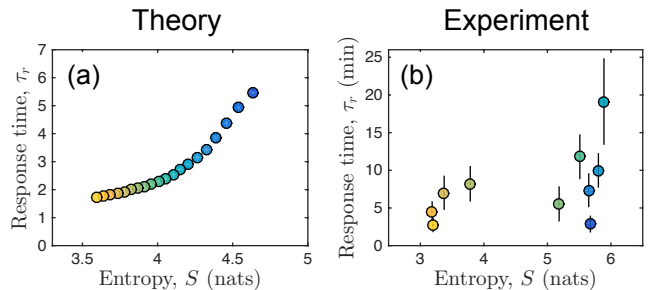 Theory
Experiment
(a)
Response time, τr
7
6
5
4
3
2
1
0
3.5 4 4.5 5
Entropy, S (nats)
(b)
Response time, τr (min)
25
20
15
10
5
0
3 4 5 6
Entropy, S (nats)